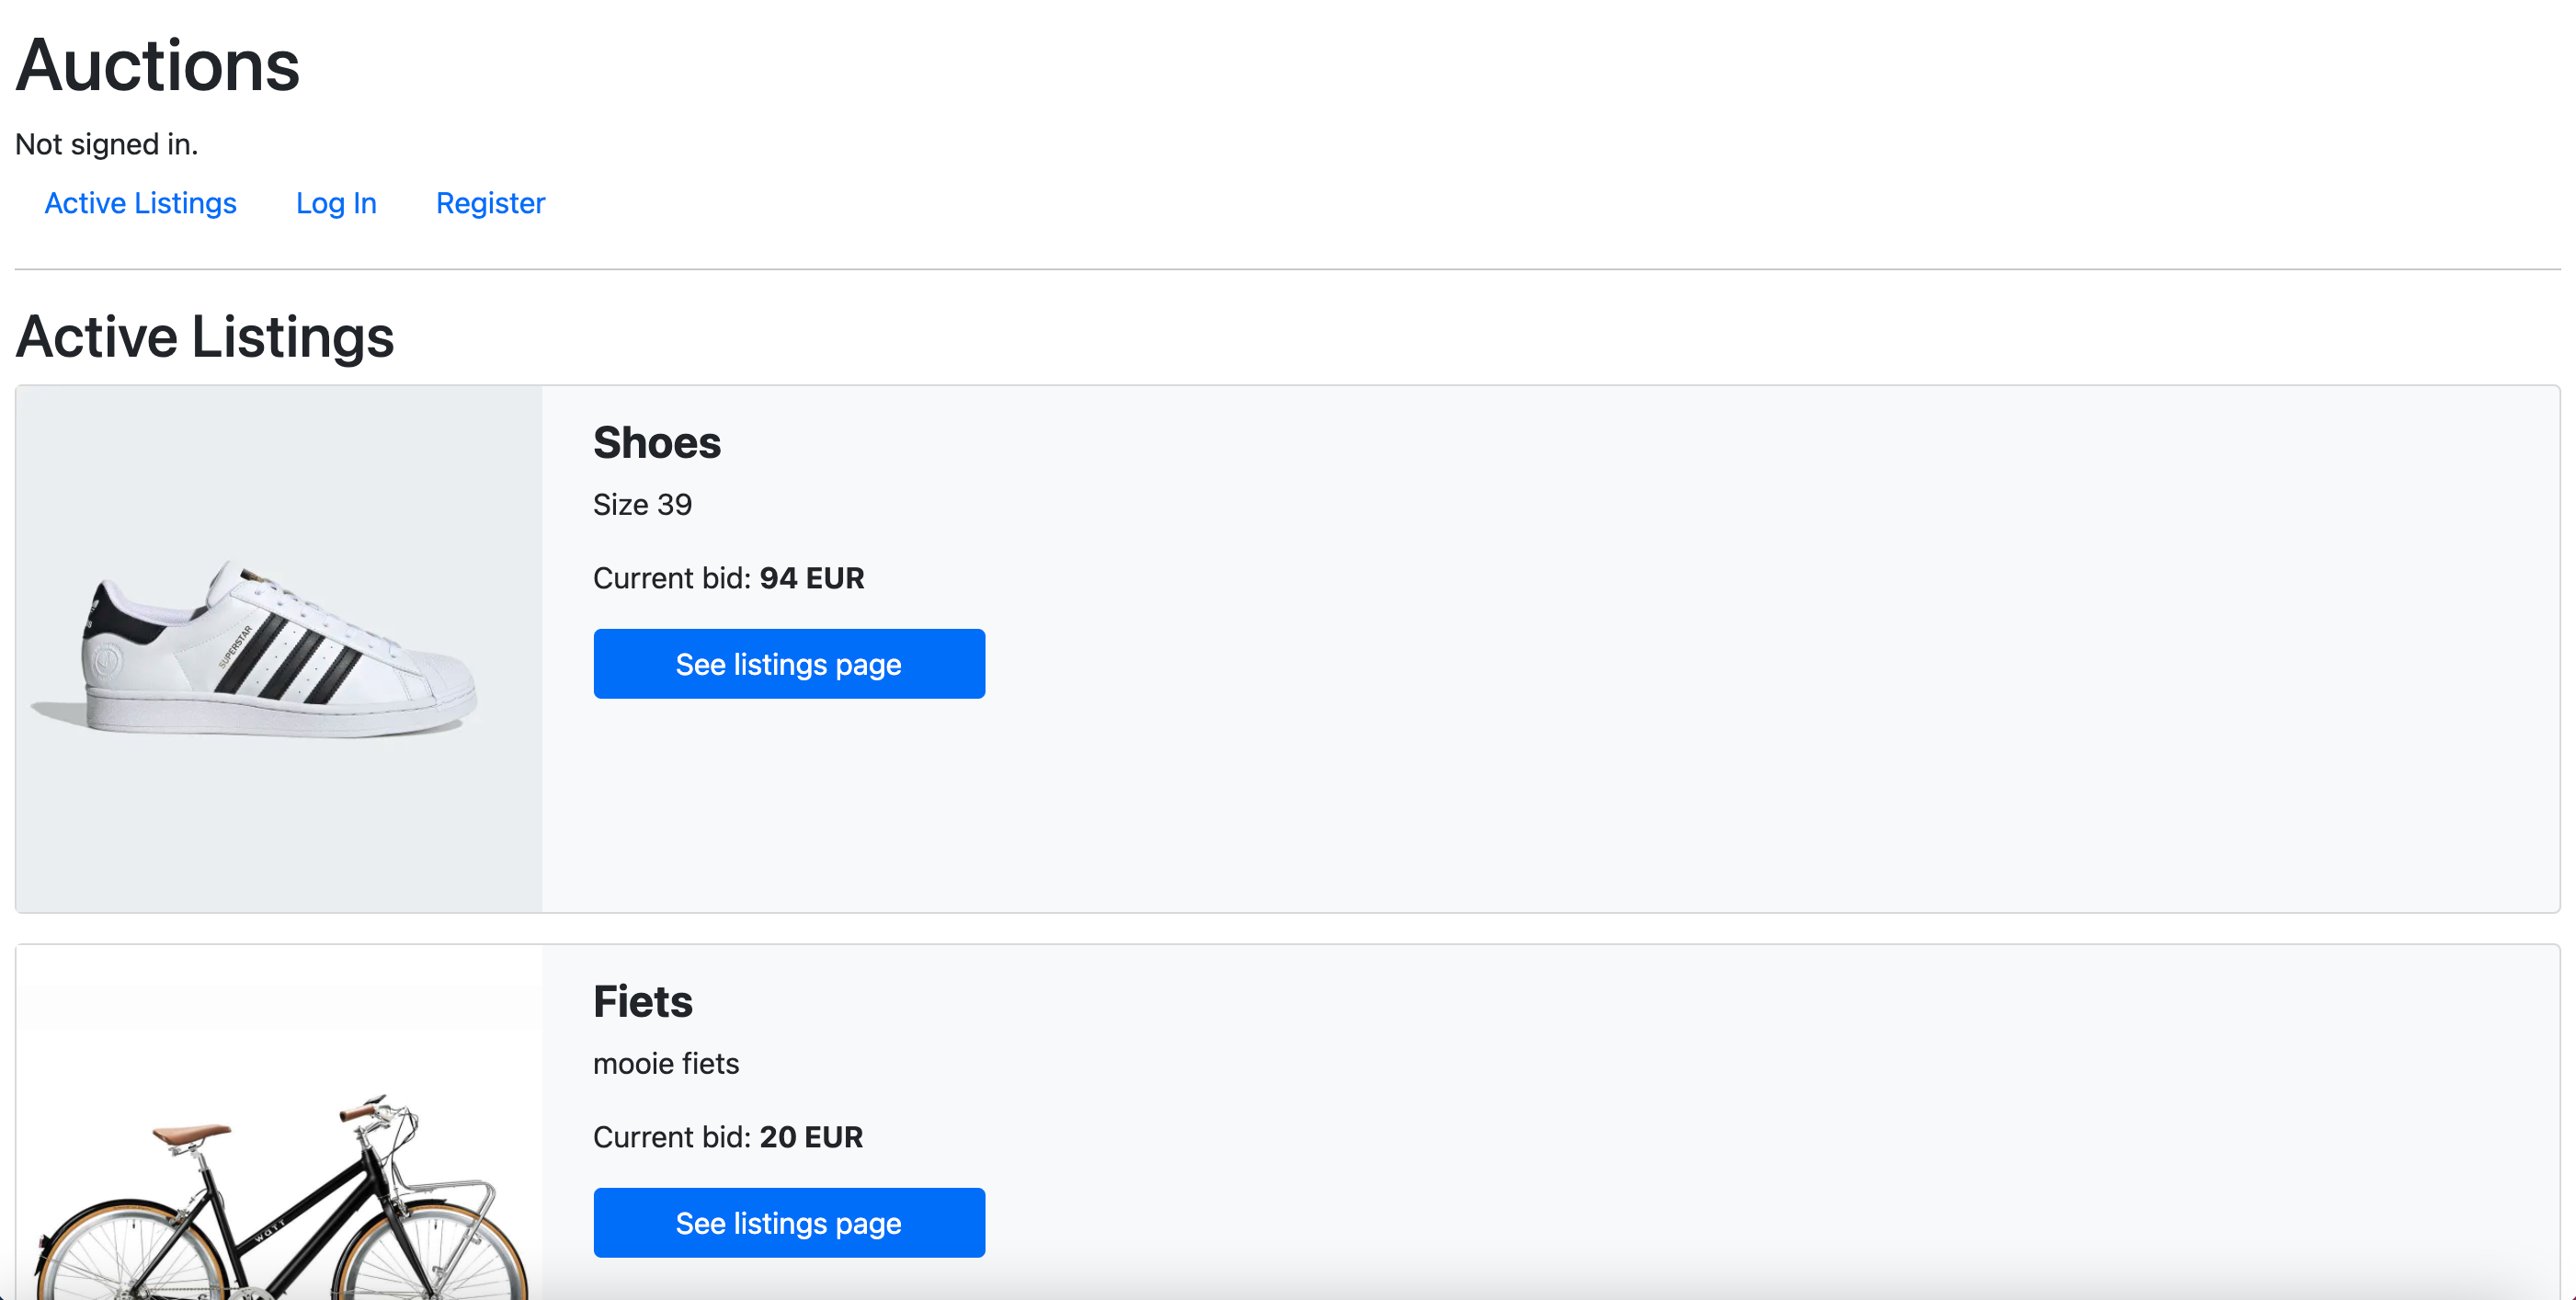 Auctions
Not signed in.
Active Listings Log In Register
Active Listings
Shoes
Size 39
Current bid: 94 EUR
See listings page
SUPERSTAR
Fiets
mooie fiets
Current bid: 20 EUR
See listings page
watt